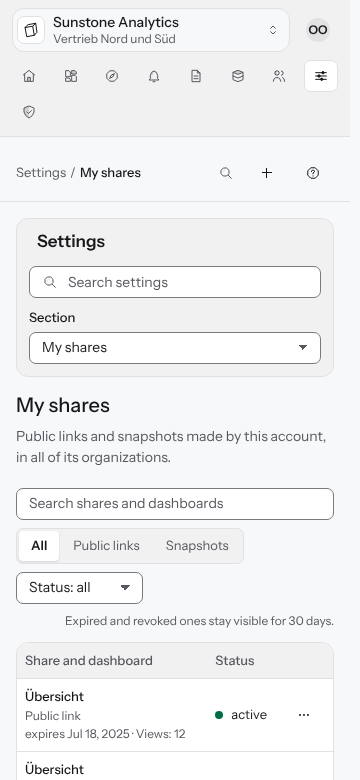 Sunstone Analytics
Vertrieb Nord und Süd
OO
Settings / My shares
Settings
Search settings
Section
My shares
My shares
Public links and snapshots made by this account,
in all of its organizations.
Search shares and dashboards
All Public links Snapshots
Status: all
Expired and revoked ones stay visible for 30 days.
Share and dashboard Status
Übersicht
Public link
expires Jul 18, 2025 · Views: 12
active
Übersicht